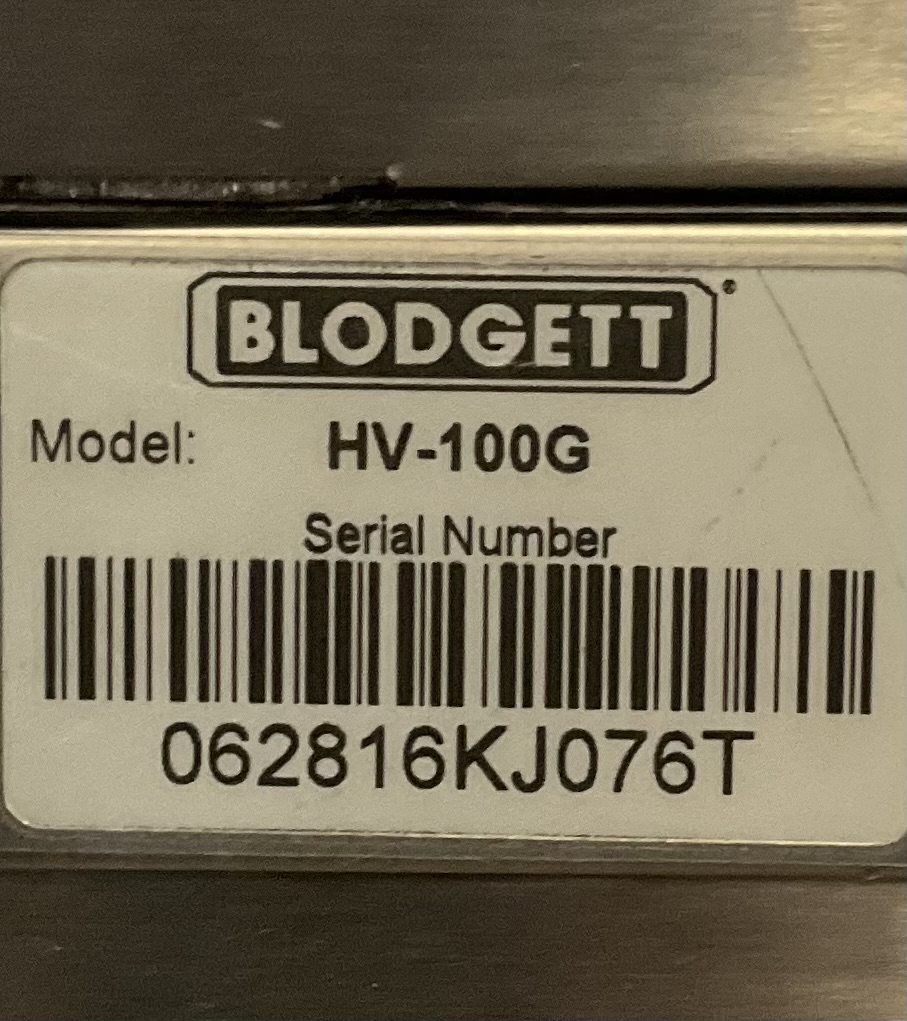 BLODGETT®
Model: HV-100G
Serial Number
062816KJ076T